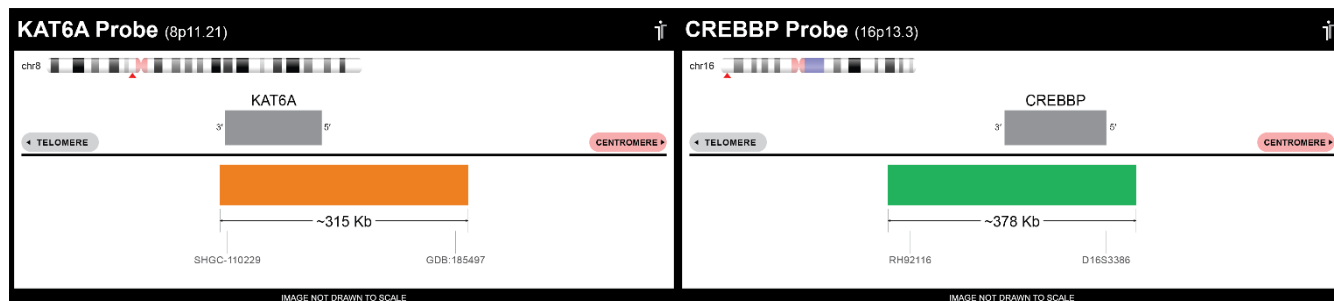 KAT6A Probe (8p11.21)
chr8
KAT6A
3' 5'
TELOMERE
CENTROMERE
~315 Kb
SHGC-110229
GDB:185497
IMAGE NOT DRAWN TO SCALE
CREBBP Probe (16p13.3)
chr16
CREBBP
3' 5'
TELOMERE
CENTROMERE
~378 Kb
RH92116
D16S3386
IMAGE NOT DRAWN TO SCALE